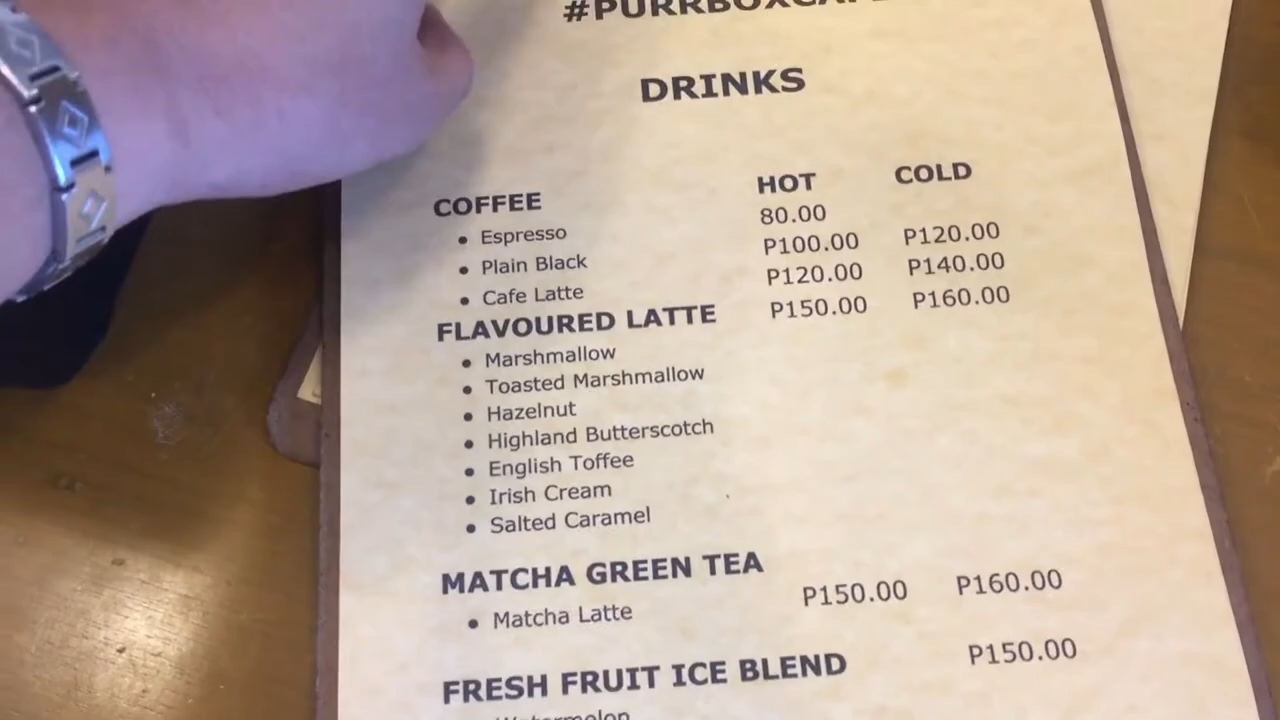 #PURRBOXCAFE
DRINKS
HOT COLD
COFFEE 80.00
Espresso P100.00 P120.00
Plain Black P120.00 P140.00
Cafe Latte
FLAVOURED LATTE P150.00 P160.00
Marshmallow
Toasted Marshmallow
Hazelnut
Highland Butterscotch
English Toffee
Irish Cream
Salted Caramel
MATCHA GREEN TEA
Matcha Latte P150.00 P160.00
FRESH FRUIT ICE BLEND P150.00
Watermelon